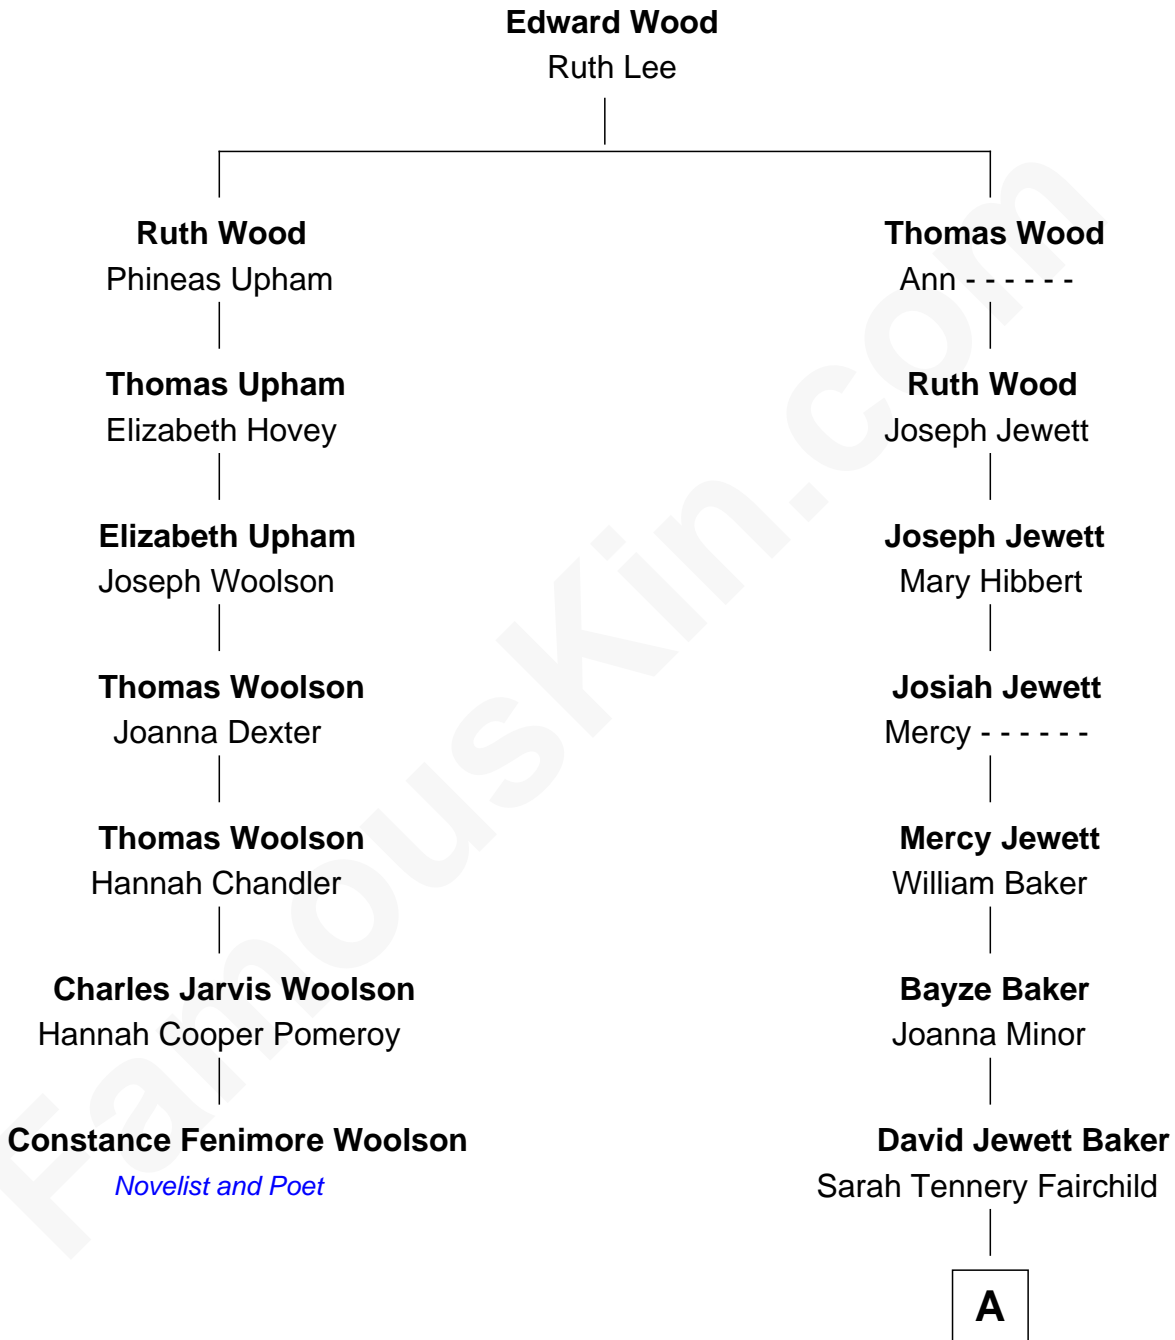 Edward Wood
Ruth Lee
Ruth Wood
Phineas Upham
Thomas Wood
Ann - - - - - -
Thomas Upham
Elizabeth Hovey
Ruth Wood
Joseph Jewett
Elizabeth Upham
Joseph Woolson
Joseph Jewett
Mary Hibbert
Thomas Woolson
Joanna Dexter
Josiah Jewett
Mercy - - - - - -
Thomas Woolson
Hannah Chandler
Mercy Jewett
William Baker
Charles Jarvis Woolson
Hannah Cooper Pomeroy
Bayze Baker
Joanna Minor
Constance Fenimore Woolson
Novelist and Poet
David Jewett Baker
Sarah Tennery Fairchild
A
FamousKin.com